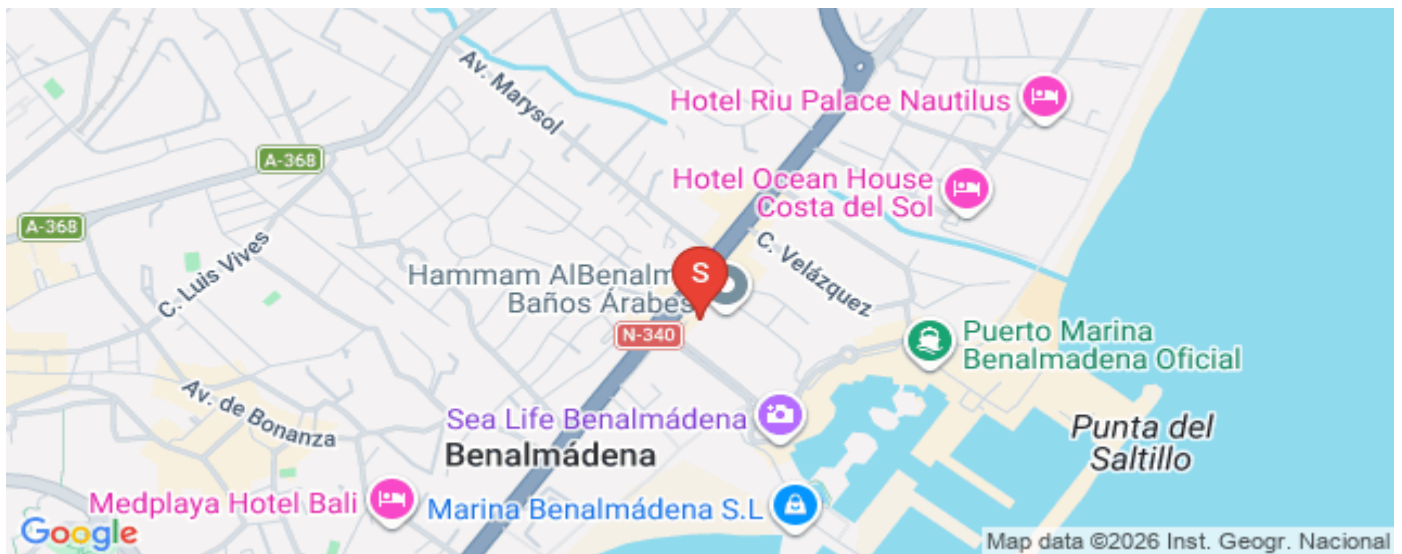 Av. Marysol
Hotel Riu Palace Nautilus
A-368
Hotel Ocean House
Costa del Sol
A-368
C. Luis Vives
C. Velázquez
Hammam AlBenalm
Baños Árabes
S
N-340
Puerto Marina
Benalmadena Oficial
Av. de Bonanza
Sea Life Benalmádena
Benalmádena
Punta del
Saltillo
Medplaya Hotel Bali
Marina Benalmádena S.L
Google
Map data ©2026 Inst. Geogr. Nacional